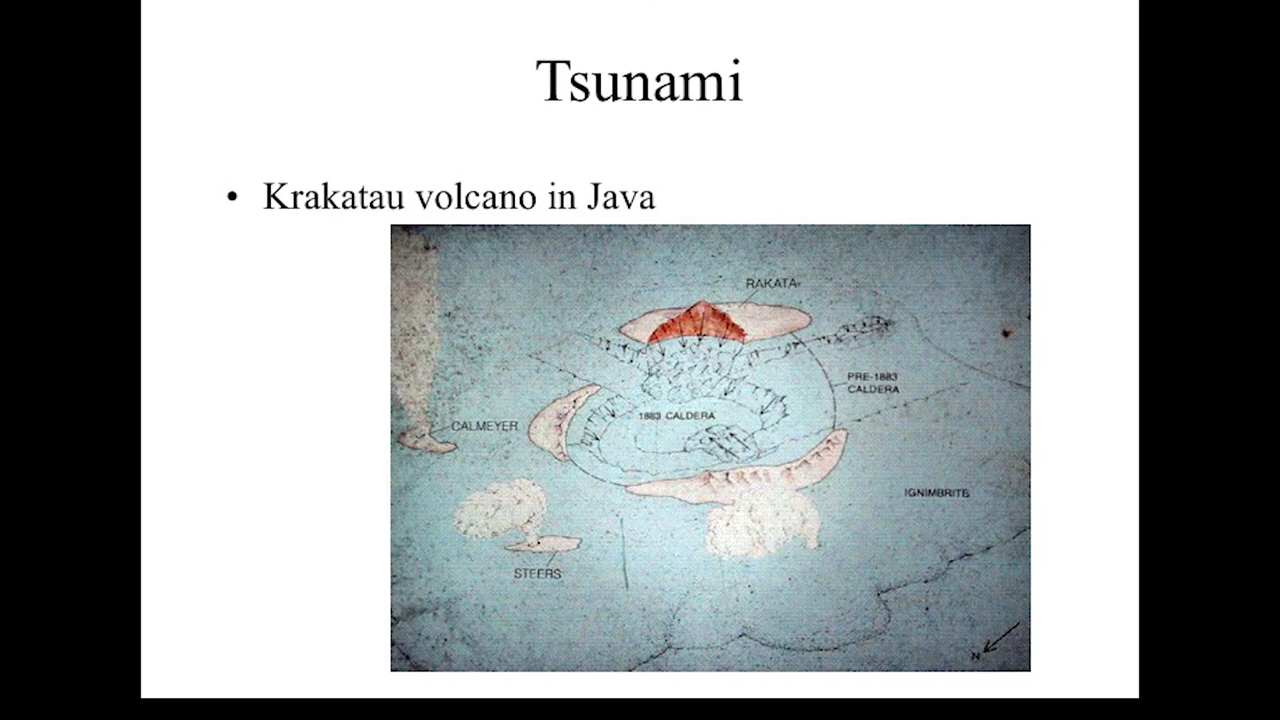 Tsunami
• Krakatau volcano in Java
RAKATA
PRE-1883
CALDERA
1883 CALDERA
CALMEYER
IGNIMBRITE
STEERS
N